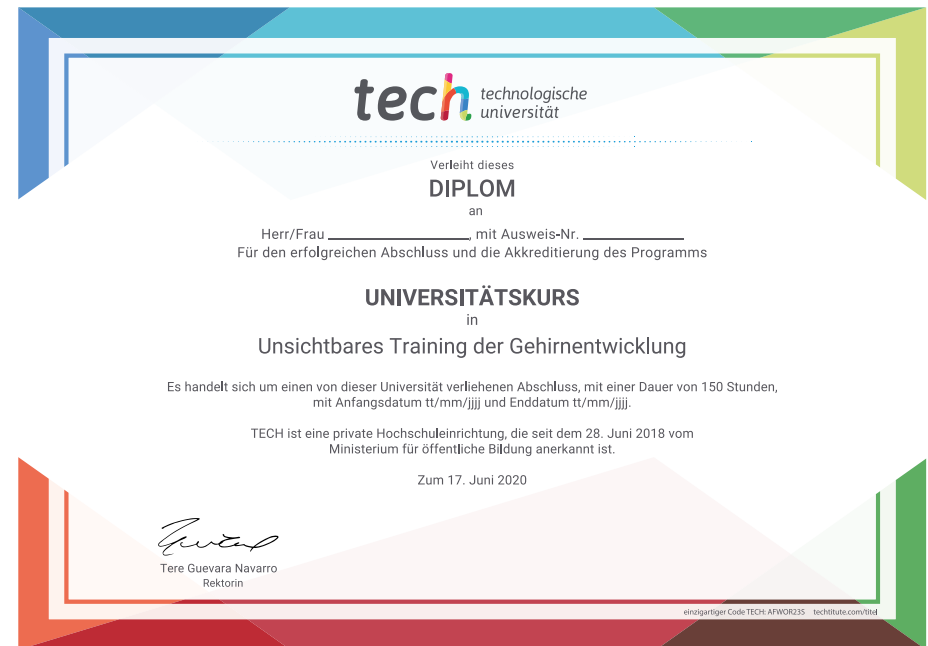 tech technologische
universität
Verleiht dieses
DIPLOM
an
Herr/Frau ____________________, mit Ausweis-Nr. ______________
Für den erfolgreichen Abschluss und die Akkreditierung des Programms
UNIVERSITÄTSKURS
in
Unsichtbares Training der Gehirnentwicklung
Es handelt sich um einen von dieser Universität verliehenen Abschluss, mit einer Dauer von 150 Stunden,
mit Anfangsdatum tt/mm/jjjj und Enddatum tt/mm/jjjj.
TECH ist eine private Hochschuleinrichtung, die seit dem 28. Juni 2018 vom
Ministerium für öffentliche Bildung anerkannt ist.
Zum 17. Juni 2020
Tere Guevara Navarro
Rektorin
einzigartiger Code TECH: AFWOR23S techtitute.com/titel